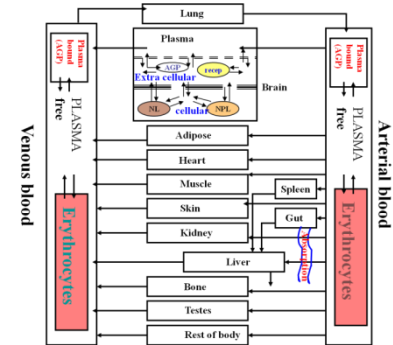 Lung
Plasma
bound
(AGP)
free
PLASMA
Erythrocytes
Venous blood
Plasma
AGP
recep
Extra cellular
cellular
NL
NPL
Brain
Adipose
Heart
Muscle
Skin
Kidney
Spleen
Gut
Absorption
Liver
Bone
Testes
Rest of body
Plasma
bound
(AGP)
free
PLASMA
Erythrocytes
Arterial blood